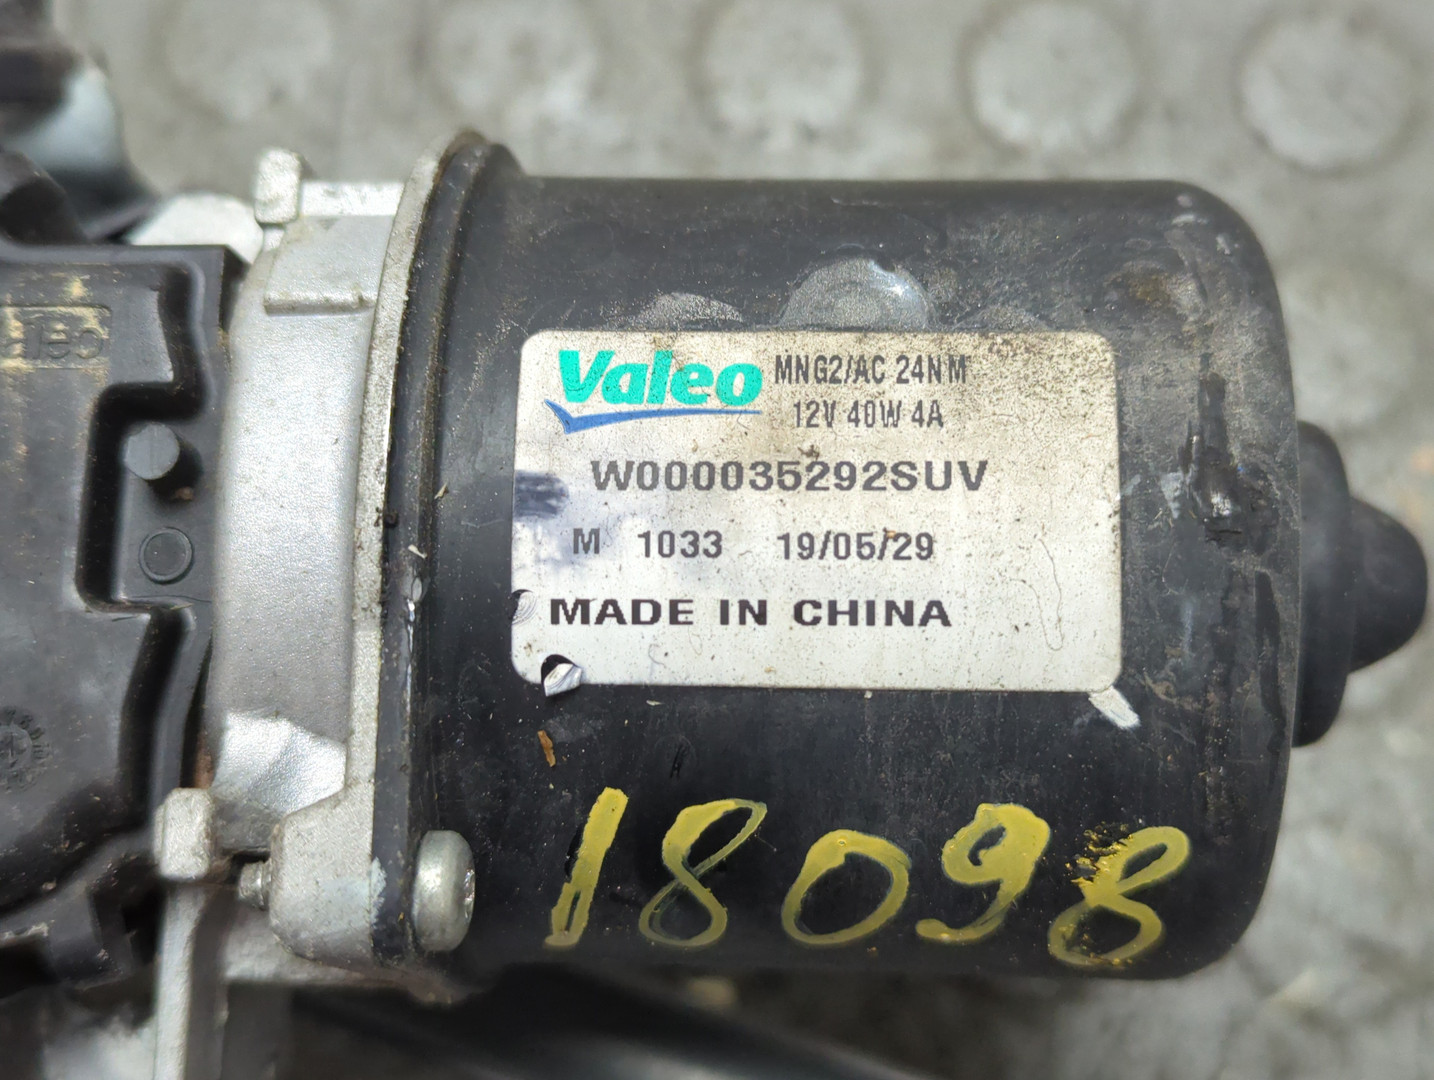 Valeo MNG2/AC 24NM
12V 40W 4A
W000035292SUV
M 1033 19/05/29
MADE IN CHINA
18098